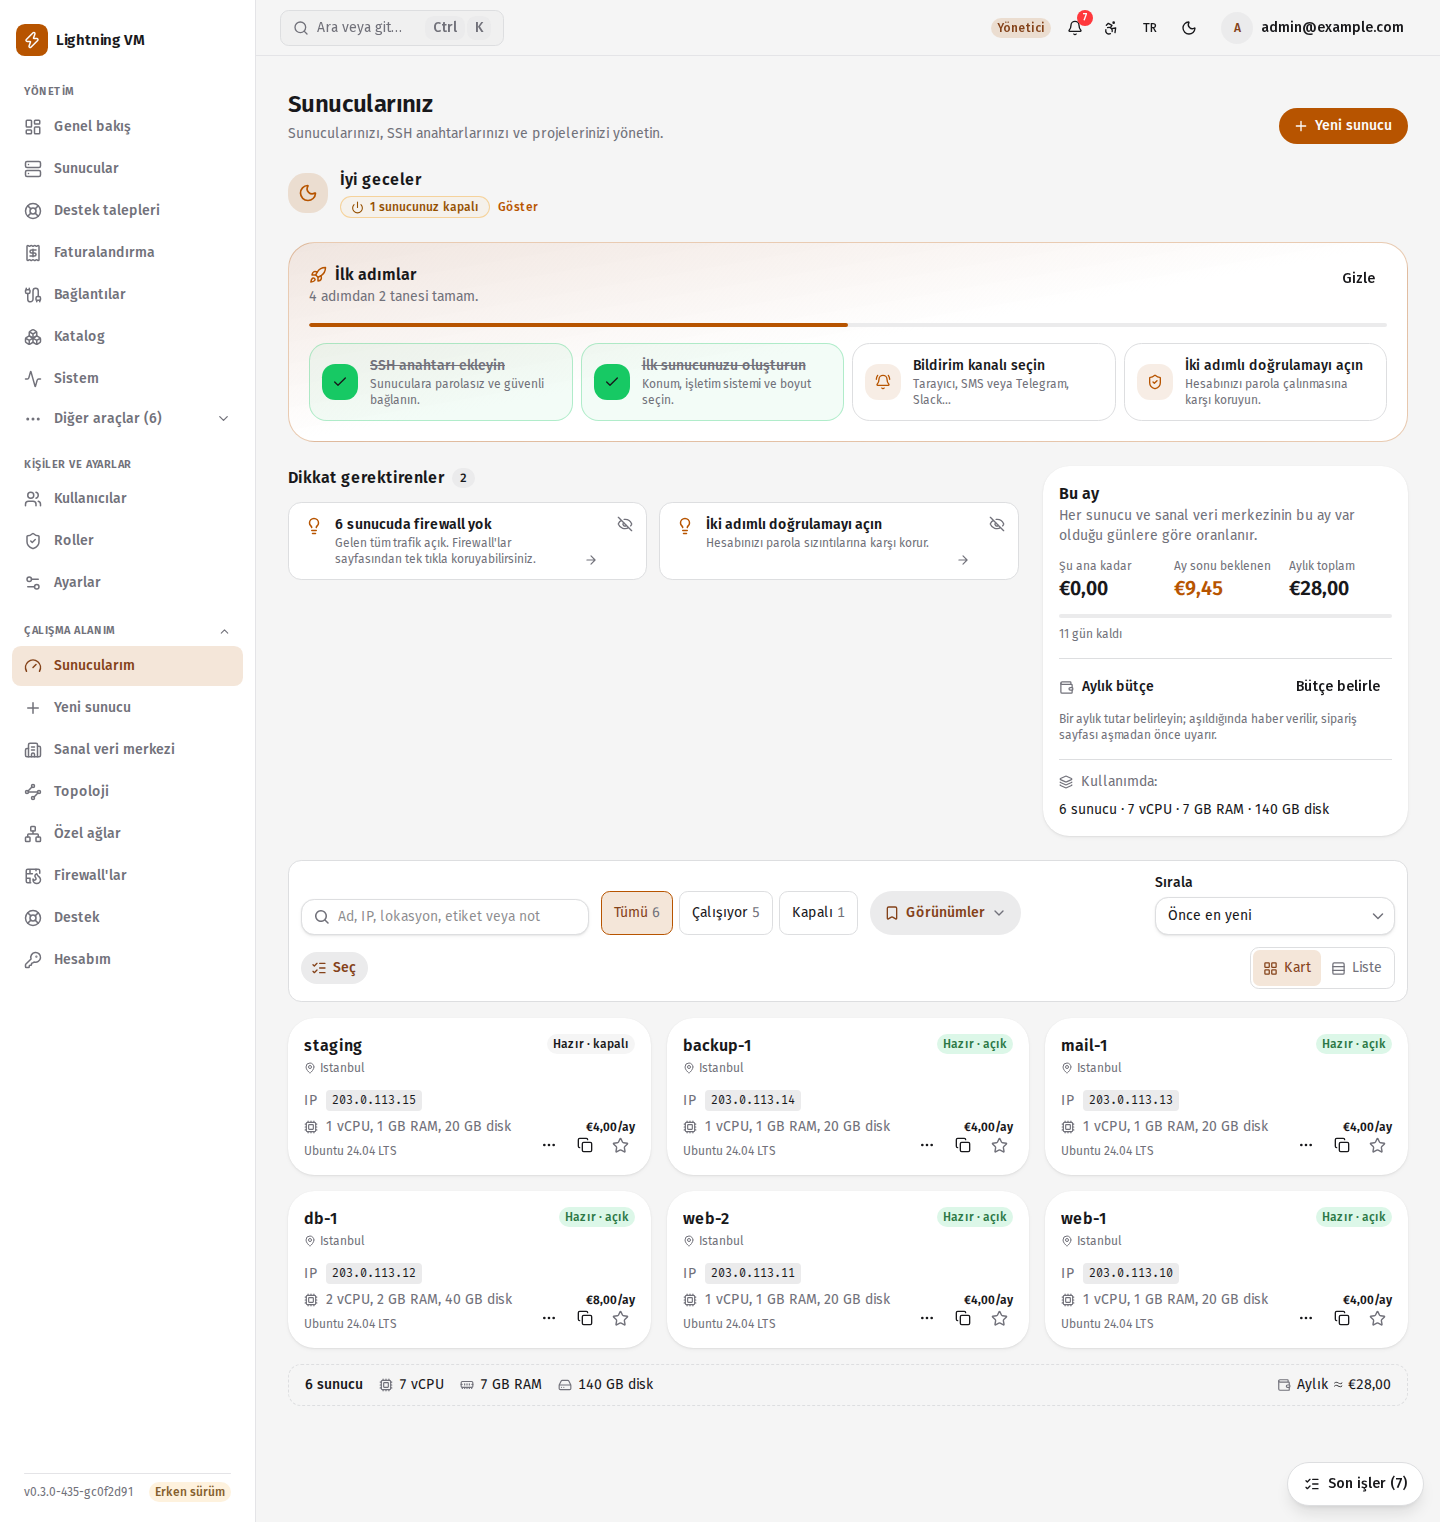 Lightning VM
YÖNETİM
Genel bakış
Sunucular
Destek talepleri
Faturalandırma
Bağlantılar
Katalog
Sistem
Diğer araçlar (6)
KİŞİLER VE AYARLAR
Kullanıcılar
Roller
Ayarlar
ÇALIŞMA ALANIM
Sunucularım
Yeni sunucu
Sanal veri merkezi
Topoloji
Özel ağlar
Firewall'lar
Destek
Hesabım
v0.3.0-435-gc0f2d91 Erken sürüm
Ara veya git… Ctrl K
Yönetici 7 TR A admin@example.com
Sunucularınız
Sunucularınızı, SSH anahtarlarınızı ve projelerinizi yönetin.
Yeni sunucu
İyi geceler
1 sunucunuz kapalı Göster
İlk adımlar
4 adımdan 2 tanesi tamam.
Gizle
SSH anahtarı ekleyin
Sunuculara parolasız ve güvenli
bağlanın.
İlk sunucunuzu oluşturun
Konum, işletim sistemi ve boyut
seçin.
Bildirim kanalı seçin
Tarayıcı, SMS veya Telegram,
Slack…
İki adımlı doğrulamayı açın
Hesabınızı parola çalınmasına
karşı koruyun.
Dikkat gerektirenler 2
6 sunucuda firewall yok
Gelen tüm trafik açık. Firewall'lar
sayfasından tek tıkla koruyabilirsiniz.
İki adımlı doğrulamayı açın
Hesabınızı parola sızıntılarına karşı korur.
Bu ay
Her sunucu ve sanal veri merkezinin bu ay var
olduğu günlere göre oranlanır.
Şu ana kadar Ay sonu beklenen Aylık toplam
€0,00 €9,45 €28,00
11 gün kaldı
Aylık bütçe Bütçe belirle
Bir aylık tutar belirleyin; aşıldığında haber verilir, sipariş
sayfası aşmadan önce uyarır.
Kullanımda:
6 sunucu · 7 vCPU · 7 GB RAM · 140 GB disk
Ad, IP, lokasyon, etiket veya not
Tümü 6 Çalışıyor 5 Kapalı 1 Görünümler
Sırala
Önce en yeni
Seç
Kart Liste
staging Hazır · kapalı
Istanbul
IP 203.0.113.15
1 vCPU, 1 GB RAM, 20 GB disk €4,00/ay
Ubuntu 24.04 LTS
backup-1 Hazır · açık
Istanbul
IP 203.0.113.14
1 vCPU, 1 GB RAM, 20 GB disk €4,00/ay
Ubuntu 24.04 LTS
mail-1 Hazır · açık
Istanbul
IP 203.0.113.13
1 vCPU, 1 GB RAM, 20 GB disk €4,00/ay
Ubuntu 24.04 LTS
db-1 Hazır · açık
Istanbul
IP 203.0.113.12
2 vCPU, 2 GB RAM, 40 GB disk €8,00/ay
Ubuntu 24.04 LTS
web-2 Hazır · açık
Istanbul
IP 203.0.113.11
1 vCPU, 1 GB RAM, 20 GB disk €4,00/ay
Ubuntu 24.04 LTS
web-1 Hazır · açık
Istanbul
IP 203.0.113.10
1 vCPU, 1 GB RAM, 20 GB disk €4,00/ay
Ubuntu 24.04 LTS
6 sunucu 7 vCPU 7 GB RAM 140 GB disk Aylık ≈ €28,00
Son işler (7)